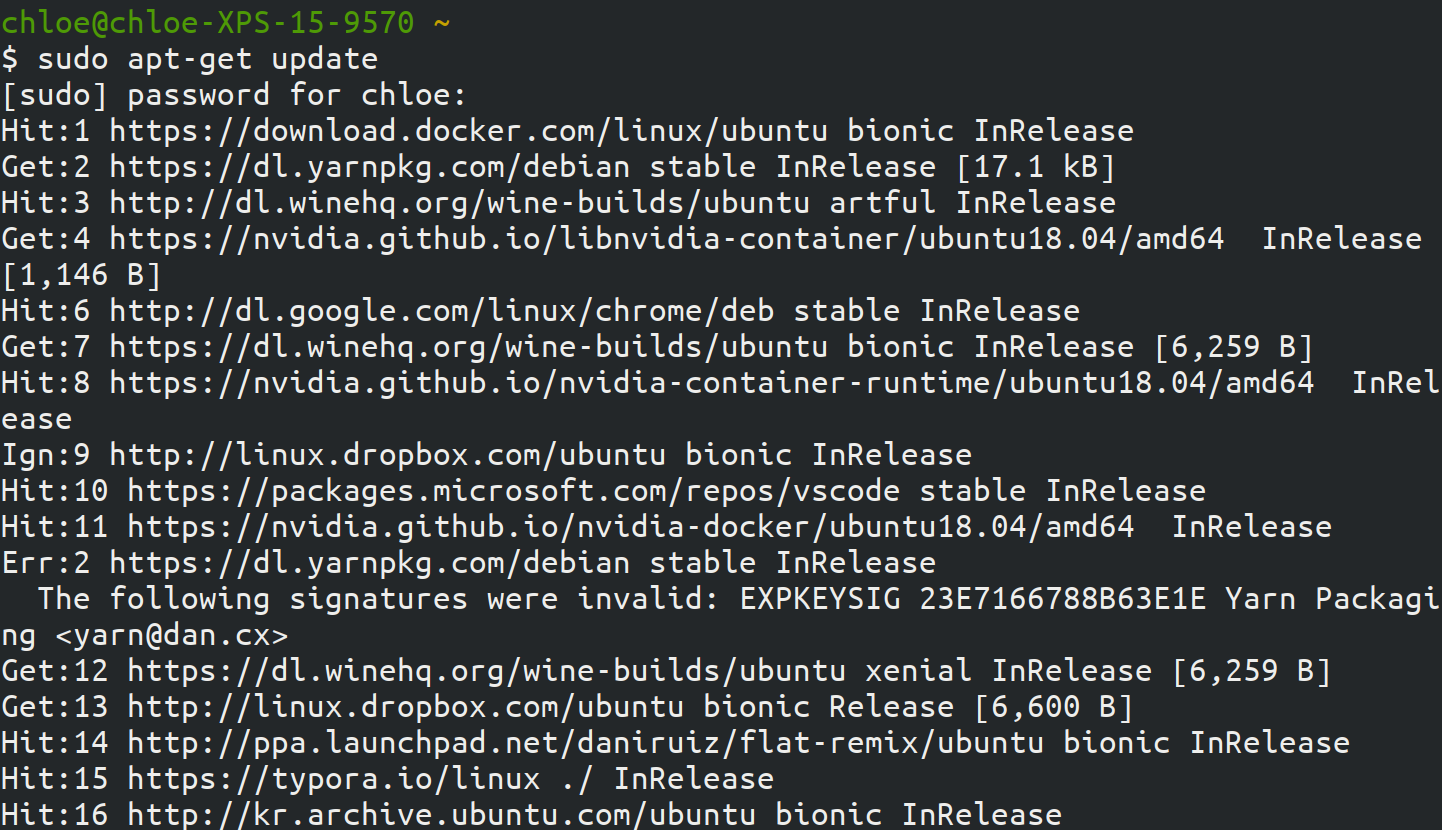 chloe@chloe-XPS-15-9570 ~
$ sudo apt-get update
[sudo] password for chloe:
Hit:1 https://download.docker.com/linux/ubuntu bionic InRelease
Get:2 https://dl.yarnpkg.com/debian stable InRelease [17.1 kB]
Hit:3 http://dl.winehq.org/wine-builds/ubuntu artful InRelease
Get:4 https://nvidia.github.io/libnvidia-container/ubuntu18.04/amd64  InRelease
[1,146 B]
Hit:6 http://dl.google.com/linux/chrome/deb stable InRelease
Get:7 https://dl.winehq.org/wine-builds/ubuntu bionic InRelease [6,259 B]
Hit:8 https://nvidia.github.io/nvidia-container-runtime/ubuntu18.04/amd64  InRel
ease
Ign:9 http://linux.dropbox.com/ubuntu bionic InRelease
Hit:10 https://packages.microsoft.com/repos/vscode stable InRelease
Hit:11 https://nvidia.github.io/nvidia-docker/ubuntu18.04/amd64  InRelease
Err:2 https://dl.yarnpkg.com/debian stable InRelease
  The following signatures were invalid: EXPKEYSIG 23E7166788B63E1E Yarn Packagi
ng <yarn@dan.cx>
Get:12 https://dl.winehq.org/wine-builds/ubuntu xenial InRelease [6,259 B]
Get:13 http://linux.dropbox.com/ubuntu bionic Release [6,600 B]
Hit:14 http://ppa.launchpad.net/daniruiz/flat-remix/ubuntu bionic InRelease
Hit:15 https://typora.io/linux ./ InRelease
Hit:16 http://kr.archive.ubuntu.com/ubuntu bionic InRelease